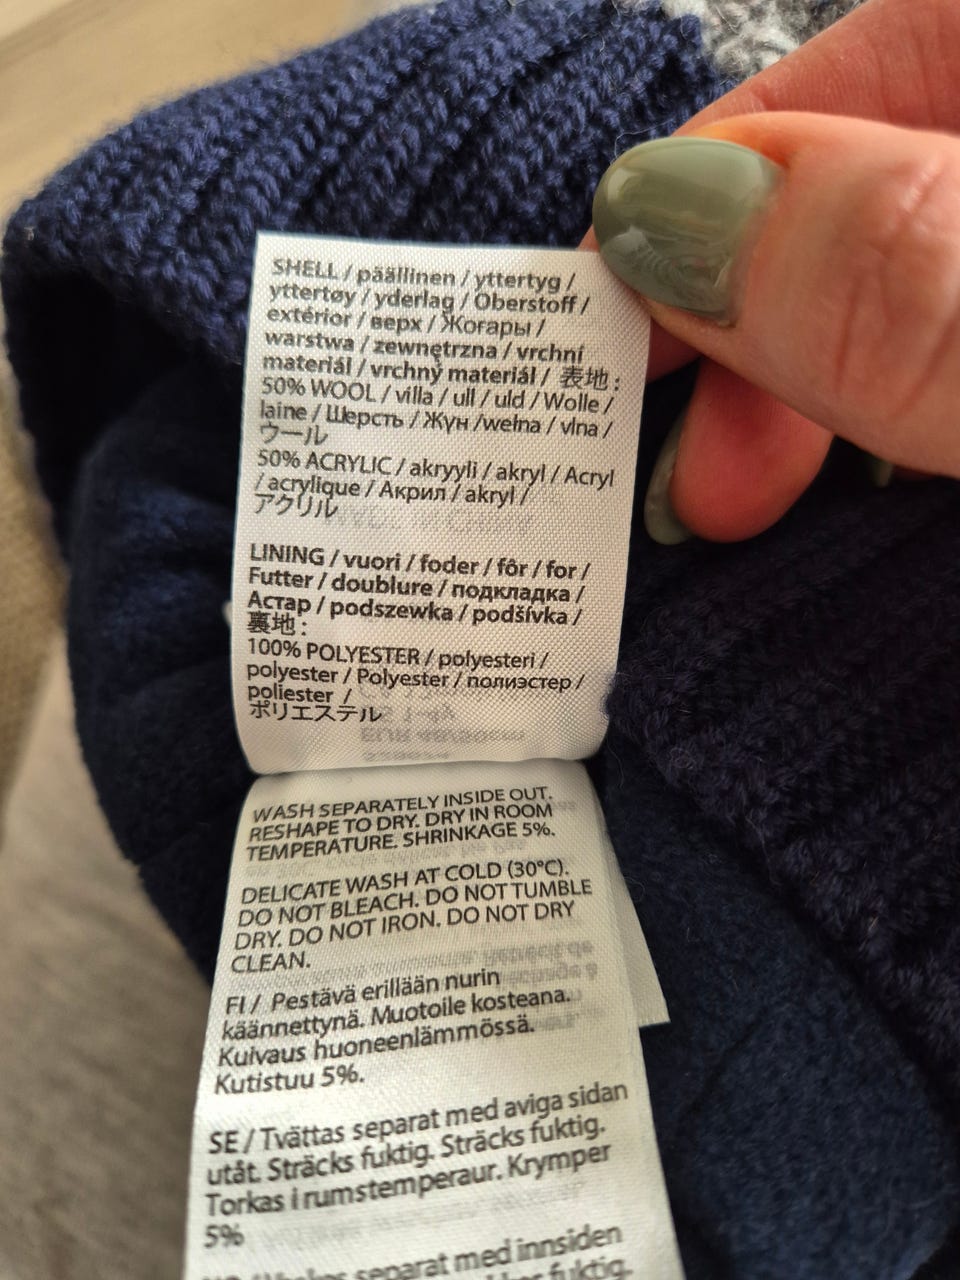 SHELL / päällinen / yttertyg /
yttertøy / yderlag / Oberstoff /
extérior / верх / Жоғары /
warstwa / zewnętrzna / vrchní
materiál / vrchný materiál / 表地 :
50% WOOL / villa / ull / uld / Wolle /
laine / Шерсть / Жүн /wełna / vlna /
ウール
50% ACRYLIC / akryyli / akryl / Acryl
/ acrylique / Акрил / akryl /
アクリル
LINING / vuori / foder / fôr / for /
Futter / doublure / подкладка /
Астар / podszewka / podšívka /
裏地 :
100% POLYESTER / polyesteri /
polyester / Polyester / полиэстер /
poliester /
ポリエステル
WASH SEPARATELY INSIDE OUT.
RESHAPE TO DRY. DRY IN ROOM
TEMPERATURE. SHRINKAGE 5%.
DELICATE WASH AT COLD (30°C).
DO NOT BLEACH. DO NOT TUMBLE
DRY. DO NOT IRON. DO NOT DRY
CLEAN.
FI / Pestävä erillään nurin
käännettynä. Muotoile kosteana.
Kuivaus huoneenlämmössä.
Kutistuu 5%.
SE / Tvättas separat med aviga sidan
utåt. Sträcks fuktig. Sträcks fuktig.
Torkas i rumstemperaur. Krymper
5%
separat med innsiden
fuktig.